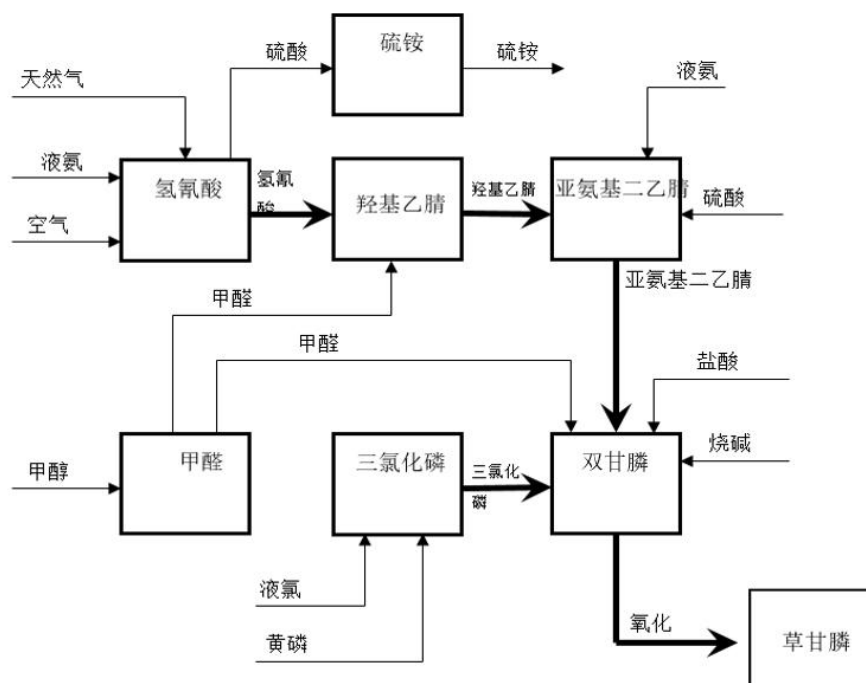 硫酸
硫铵
硫铵
天然气
液氨
液氨
氢氰酸
氢氰
酸
羟基乙腈
羟基乙腈
亚氨基二乙腈
硫酸
空气
亚氨基二乙腈
甲醛
甲醛
盐酸
甲醇
甲醛
三氯化磷
三氯化
磷
双甘膦
烧碱
液氯
黄磷
氧化
草甘膦